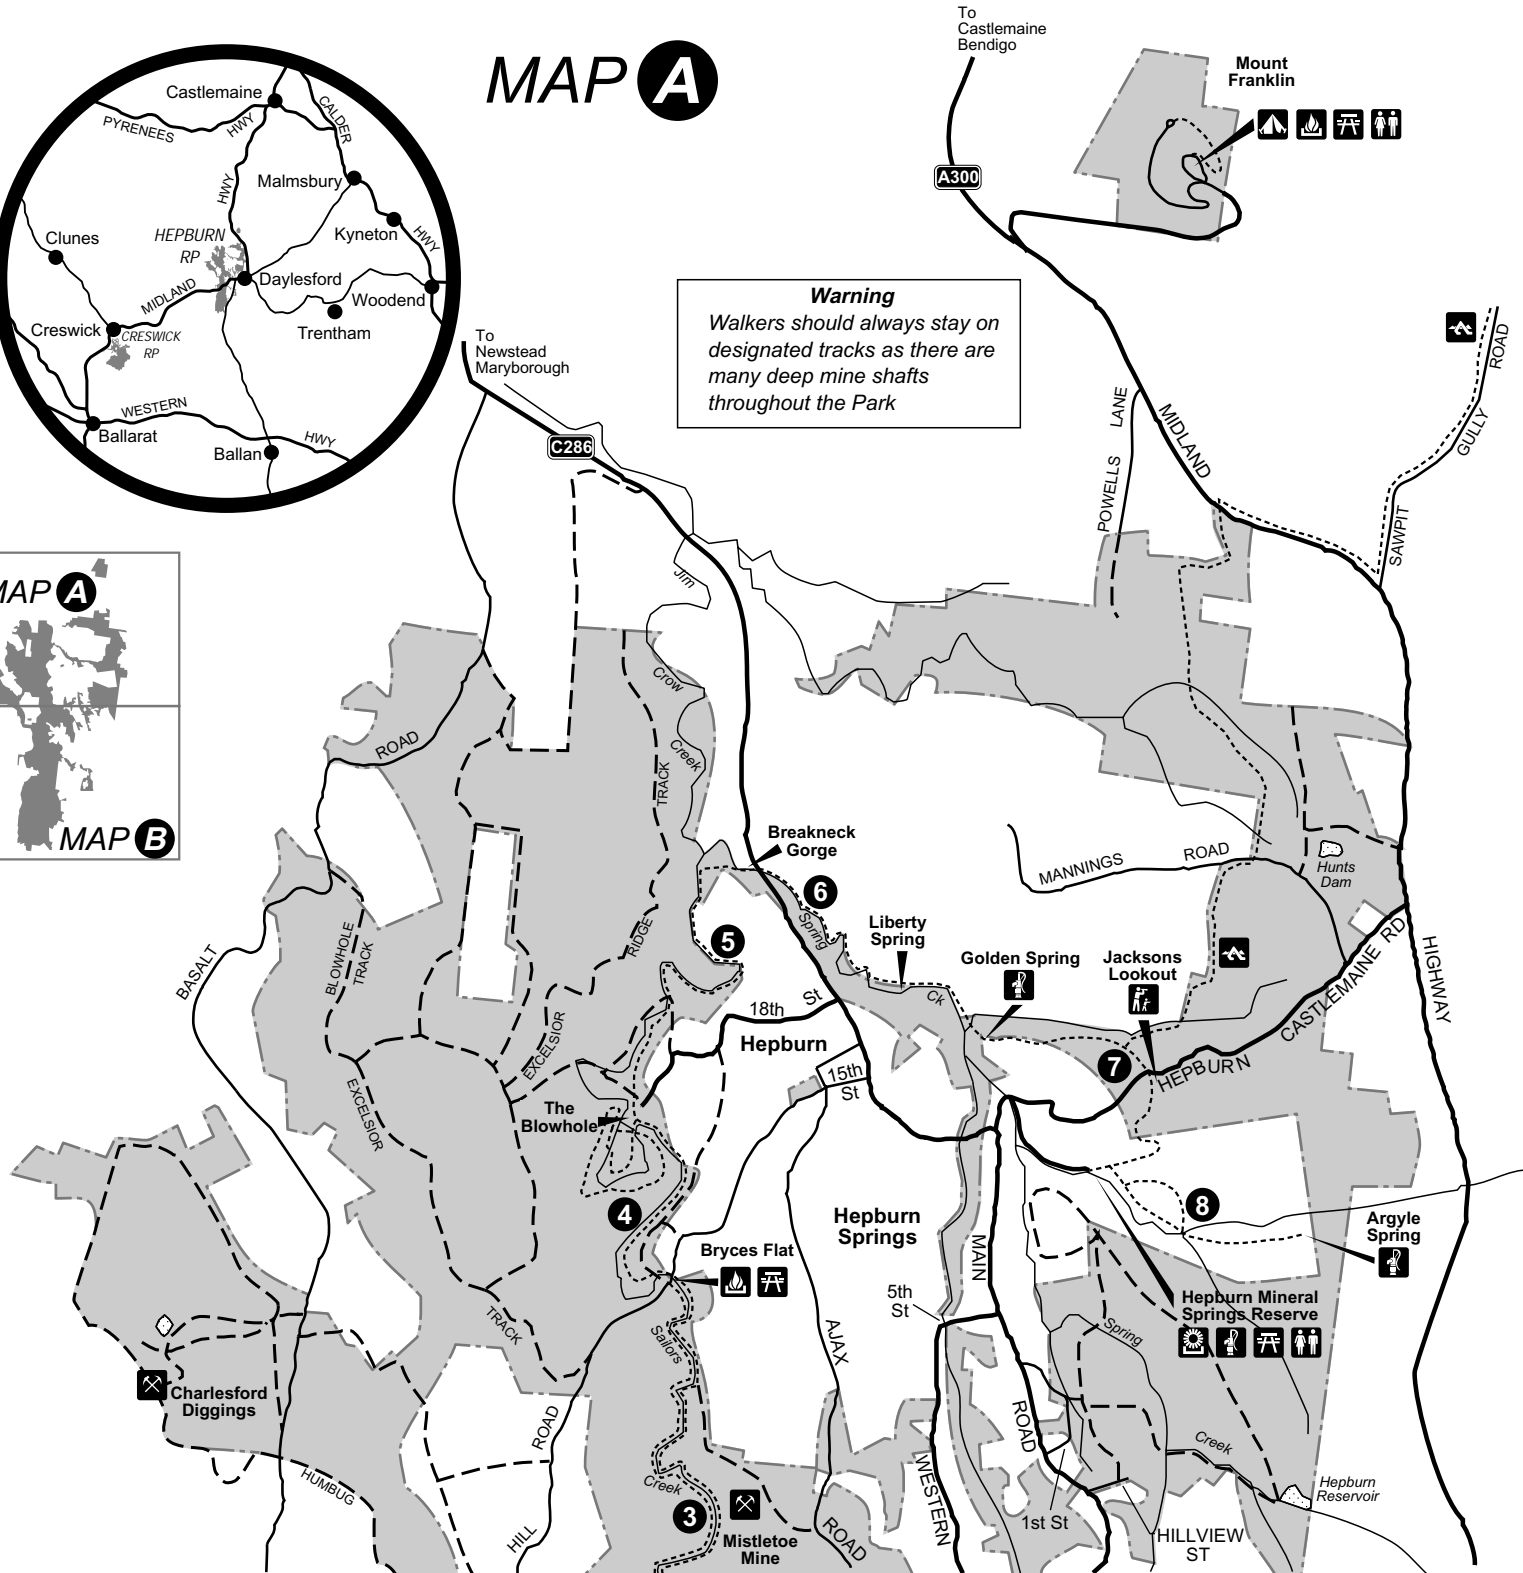 MAP A
To
Castlemaine
Bendigo
Mount
Franklin
A300
Castlemaine
PYRENEES
HWY
CALDER
HWY
Malmsbury
Clunes
HEPBURN
RP
Kyneton
HWY
MIDLAND
Daylesford
Woodend
Creswick
CRESWICK
RP
Trentham
WESTERN
HWY
Ballarat
Ballan
Warning
Walkers should always stay on
designated tracks as there are
many deep mine shafts
throughout the Park
To
Newstead
Maryborough
C286
POWELLS LANE
MIDLAND
SAWPIT
GULLY
ROAD
MAP A
MAP B
Jim
Crow
Creek
ROAD
TRACK
RIDGE
Breakneck
Gorge
6
Spring
5
Liberty
Spring
Ck
Golden Spring
Jacksons
Lookout
MANNINGS ROAD
Hunts
Dam
CASTLEMAINE RD
HIGHWAY
BASALT
BLOWHOLE
TRACK
18th St
Hepburn
15th
St
7
HEPBURN
EXCELSIOR
EXCELSIOR
The
Blowhole
4
Hepburn
Springs
8
Argyle
Spring
Bryces Flat
MAIN
5th
St
Hepburn Mineral
Springs Reserve
TRACK
Sailors
AJAX
Spring
Charlesford
Diggings
ROAD
ROAD
HUMBUG
Creek
WESTERN
Creek
Hepburn
Reservoir
3
HILL
Mistletoe
Mine
ROAD
1st St
HILLVIEW
ST